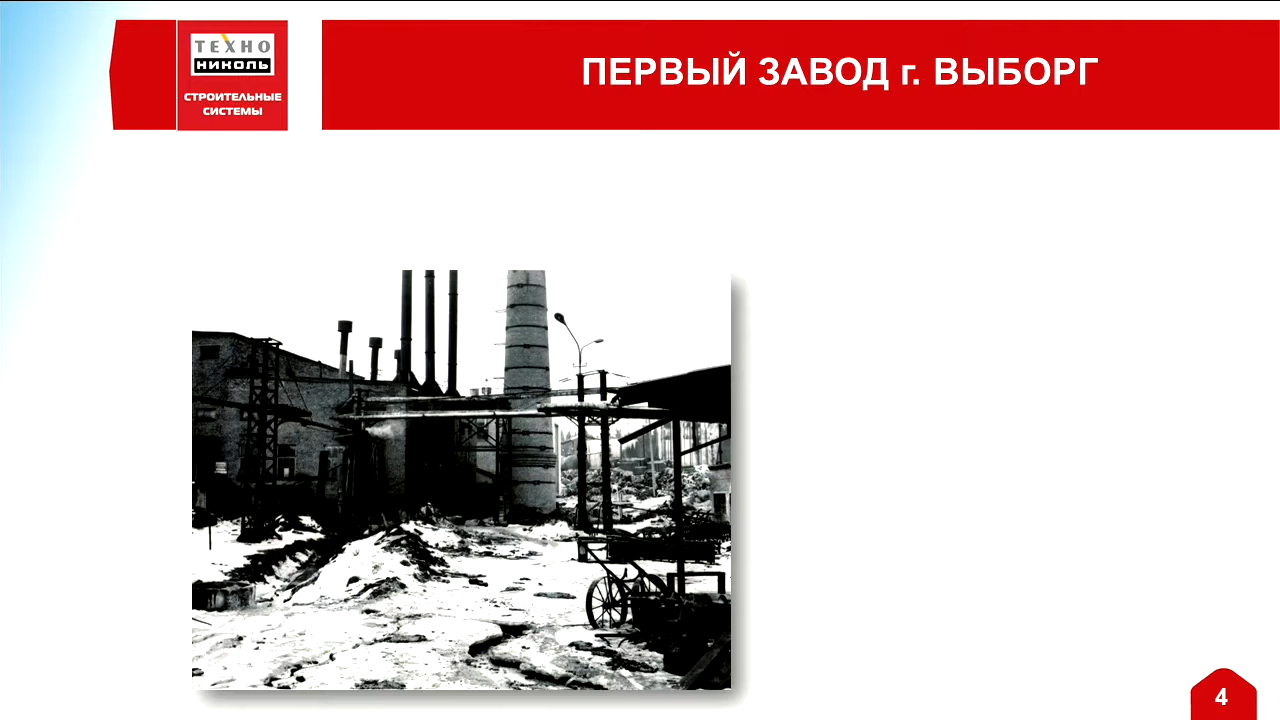 ТЕХНО
НИКОЛЬ
СТРОИТЕЛЬНЫЕ
СИСТЕМЫ
ПЕРВЫЙ ЗАВОД г. ВЫБОРГ
4